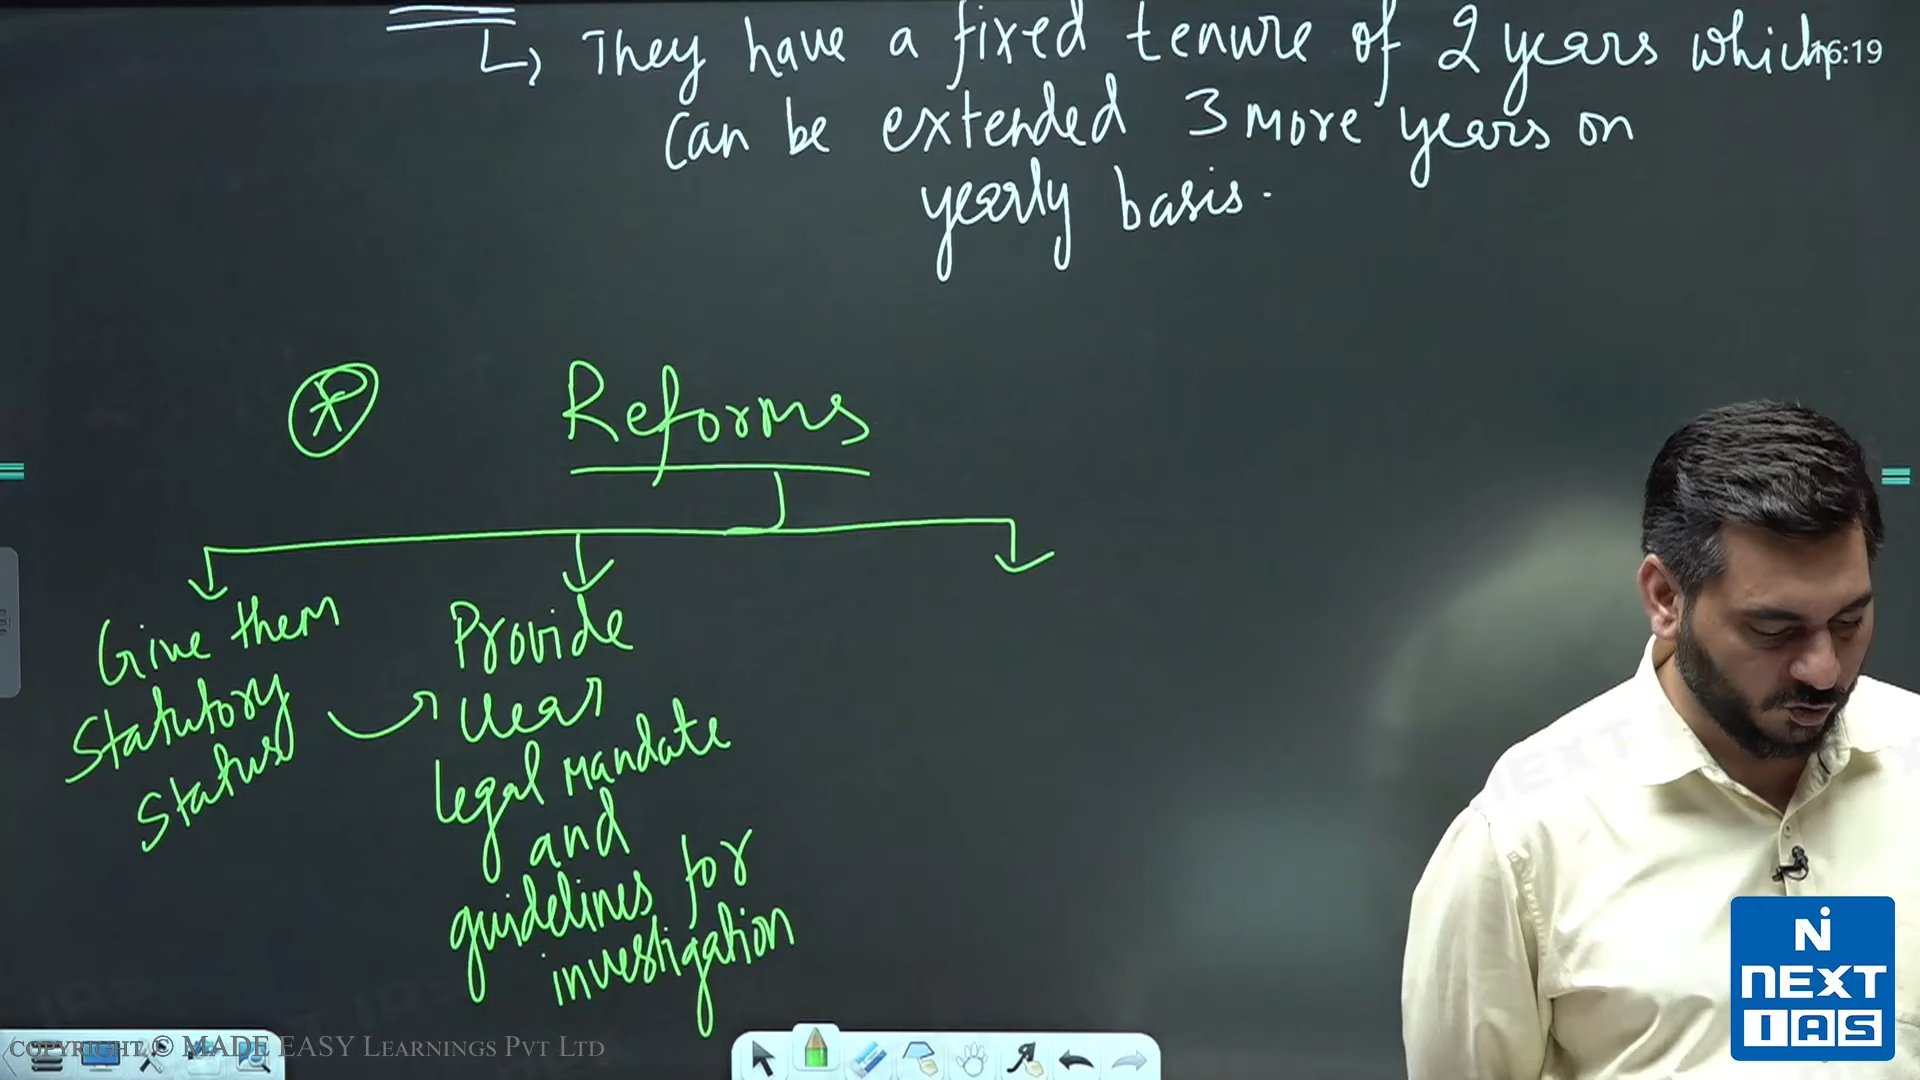 They have a fixed tenure of 2 years which
16:19
can be extended 3 more years on
yearly basis.
Reforms
Give them
Statutory
Status
Provide
clear
legal mandate
and
guidelines for
investigation
N
NEXT
IAS
COPYRIGHT © MADE EASY LEARNINGS PVT LTD